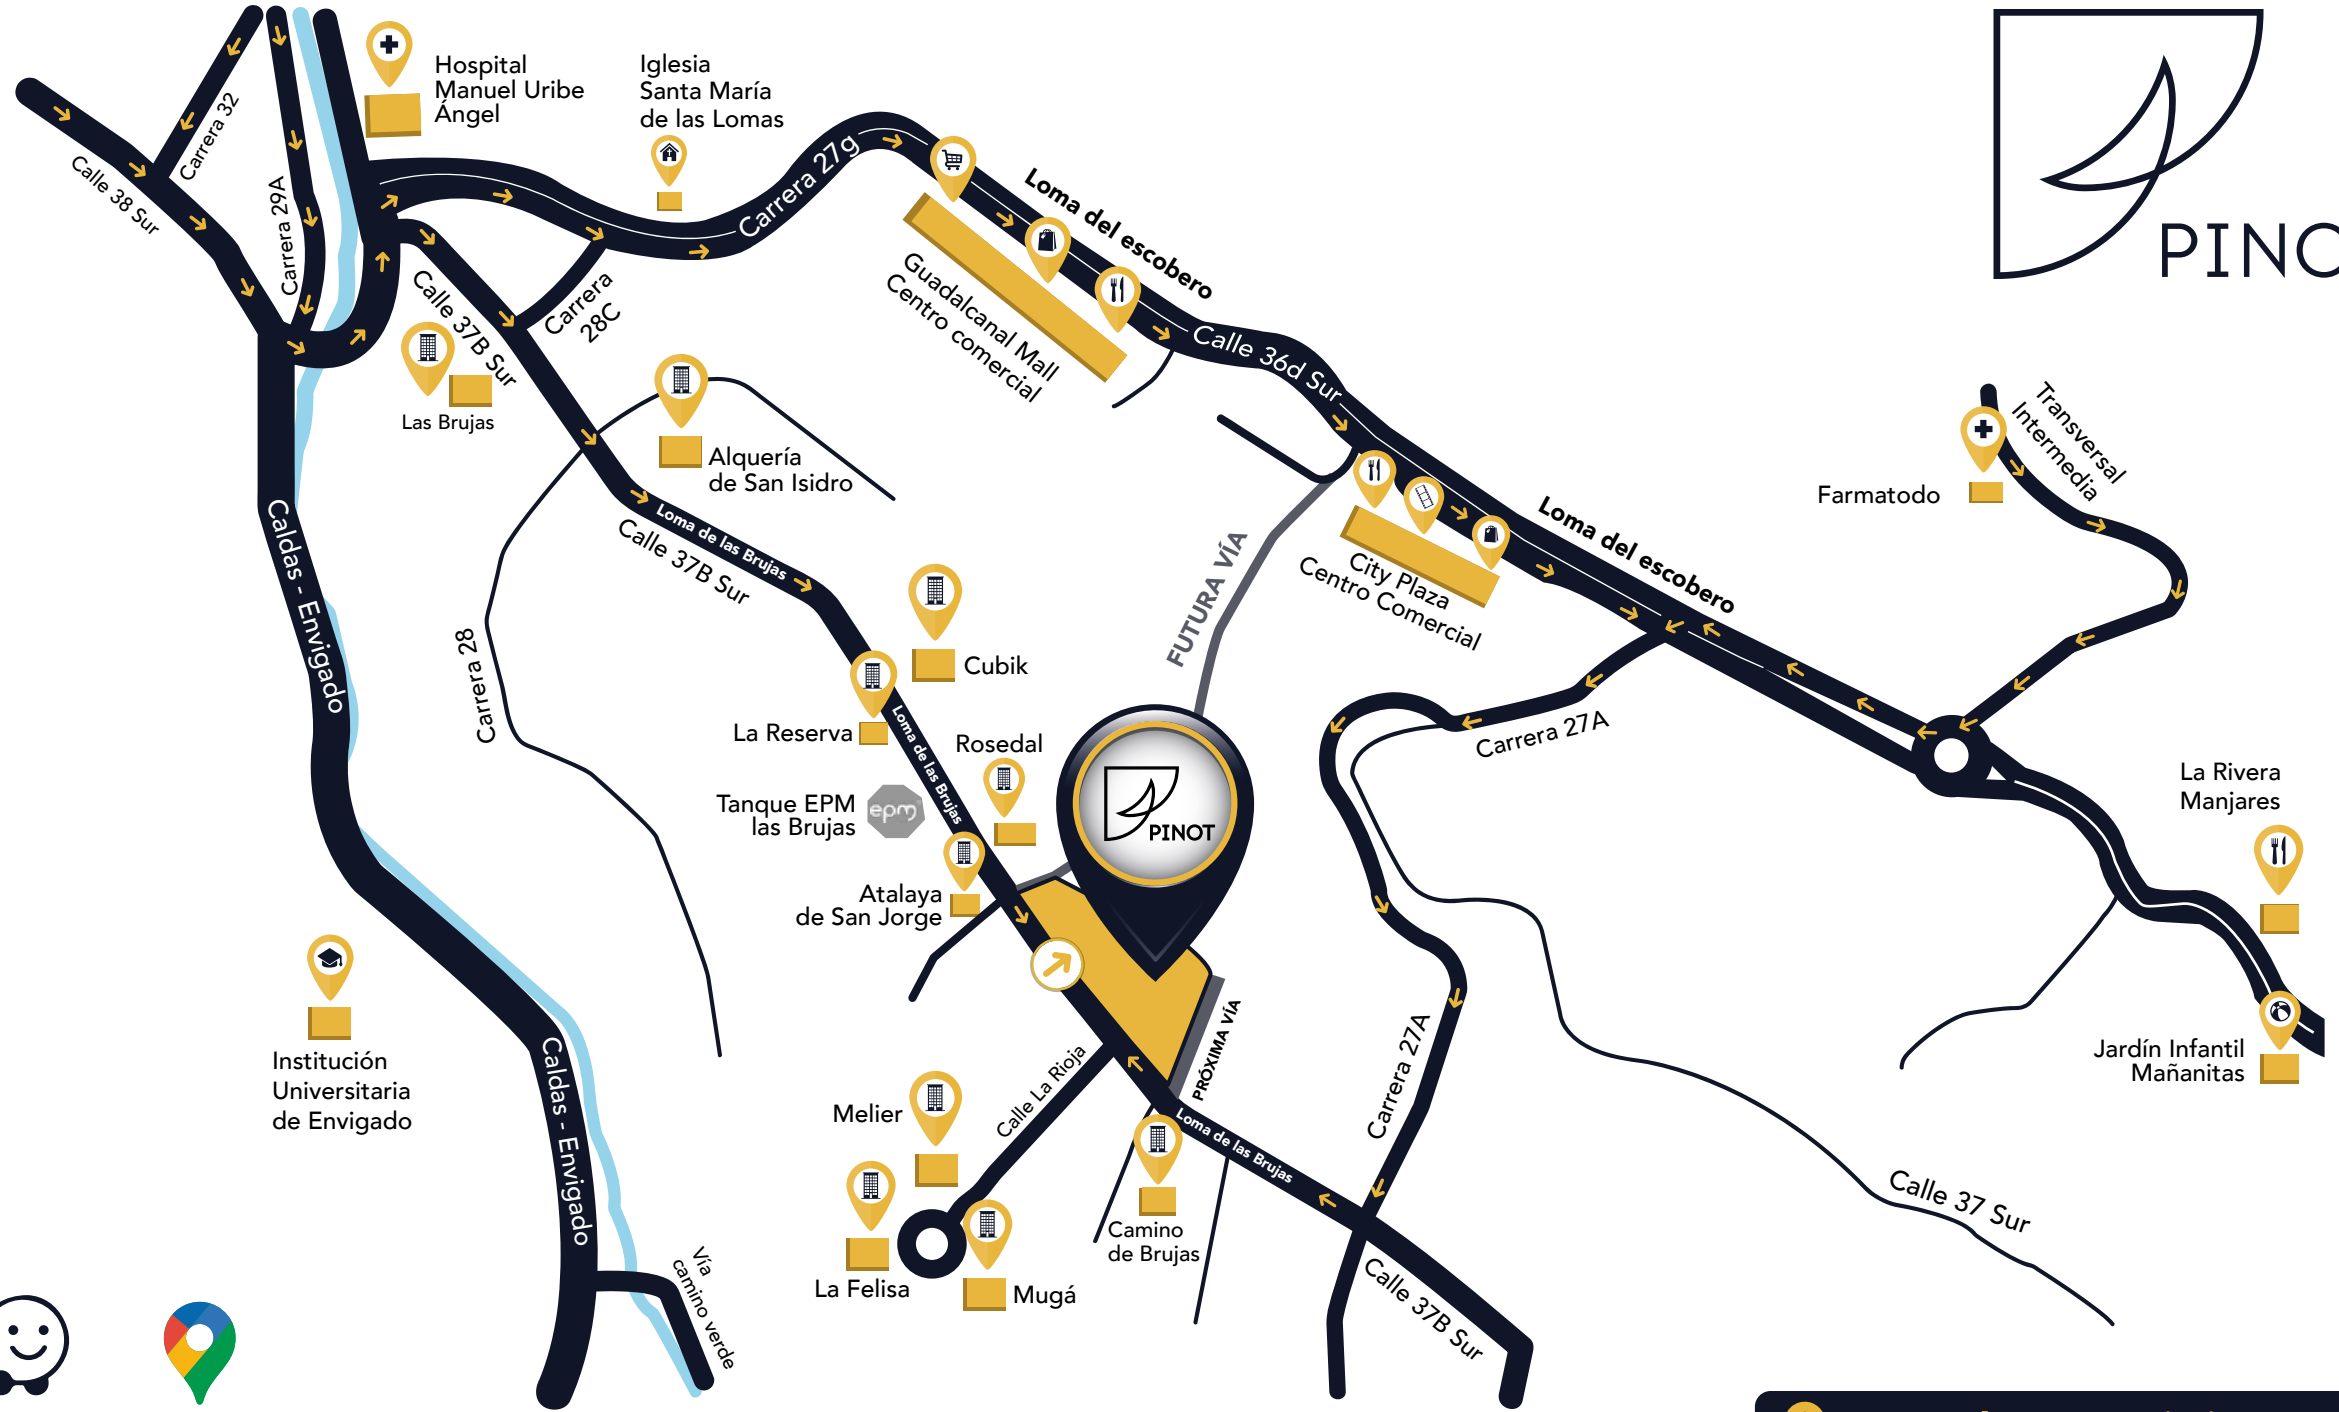 Hospital
Manuel Uribe
Ángel
Iglesia
Santa María
de las Lomas
Carrera 32
Calle 38 Sur
Carrera 29A
Carrera 27g
Loma del escobero
Guadalcanal Mall
Centro comercial
Calle 36d Sur
Calle 37B Sur
Carrera
28C
Las Brujas
Alquería
de San Isidro
Transversal
Intermedia
Farmatodo
Caldas - Envigado
Loma de las Brujas
Calle 37B Sur
Loma del escobero
City Plaza
Centro Comercial
FUTURA VÍA
Carrera 28
Cubik
La Reserva
Loma de las Brujas
Rosedal
Tanque EPM
las Brujas
epm
PINOT
Carrera 27A
La Rivera
Manjares
Atalaya
de San Jorge
Institución
Universitaria
de Envigado
PRÓXIMA VÍA
Carrera 27A
Jardín Infantil
Mañanitas
Calle La Rioja
Melier
Caldas - Envigado
Loma de las Brujas
Calle 37 Sur
Camino
de Brujas
La Felisa
Mugá
Calle 37B Sur
Vía
camino verde